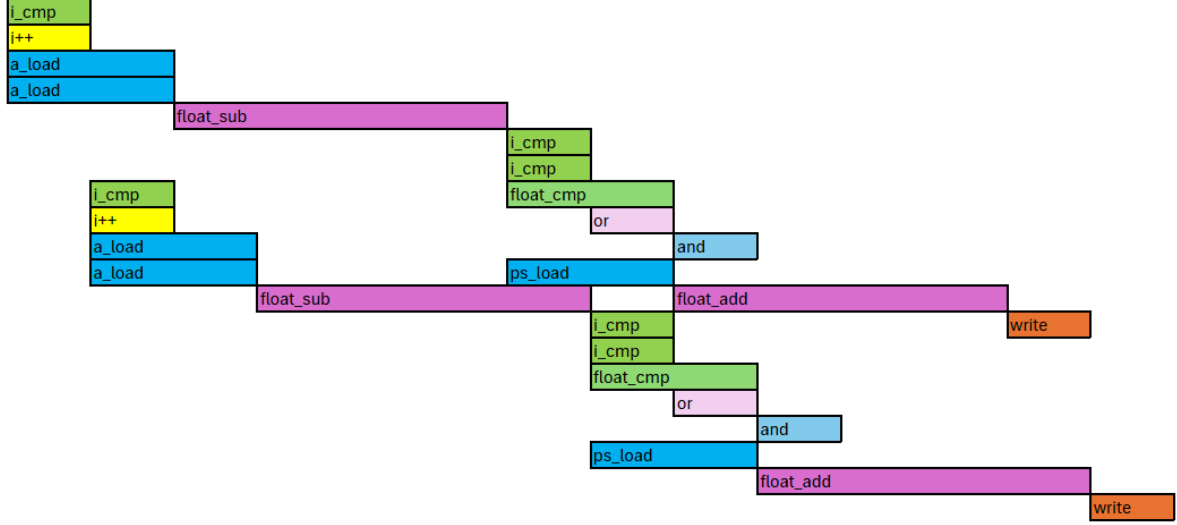 i_cmp
i++
a_load
a_load
float_sub
i_cmp
i_cmp
i_cmp float_cmp
i++ or
a_load and
a_load ps_load
float_sub float_add
i_cmp write
i_cmp
float_cmp
or
and
ps_load
float_add
write